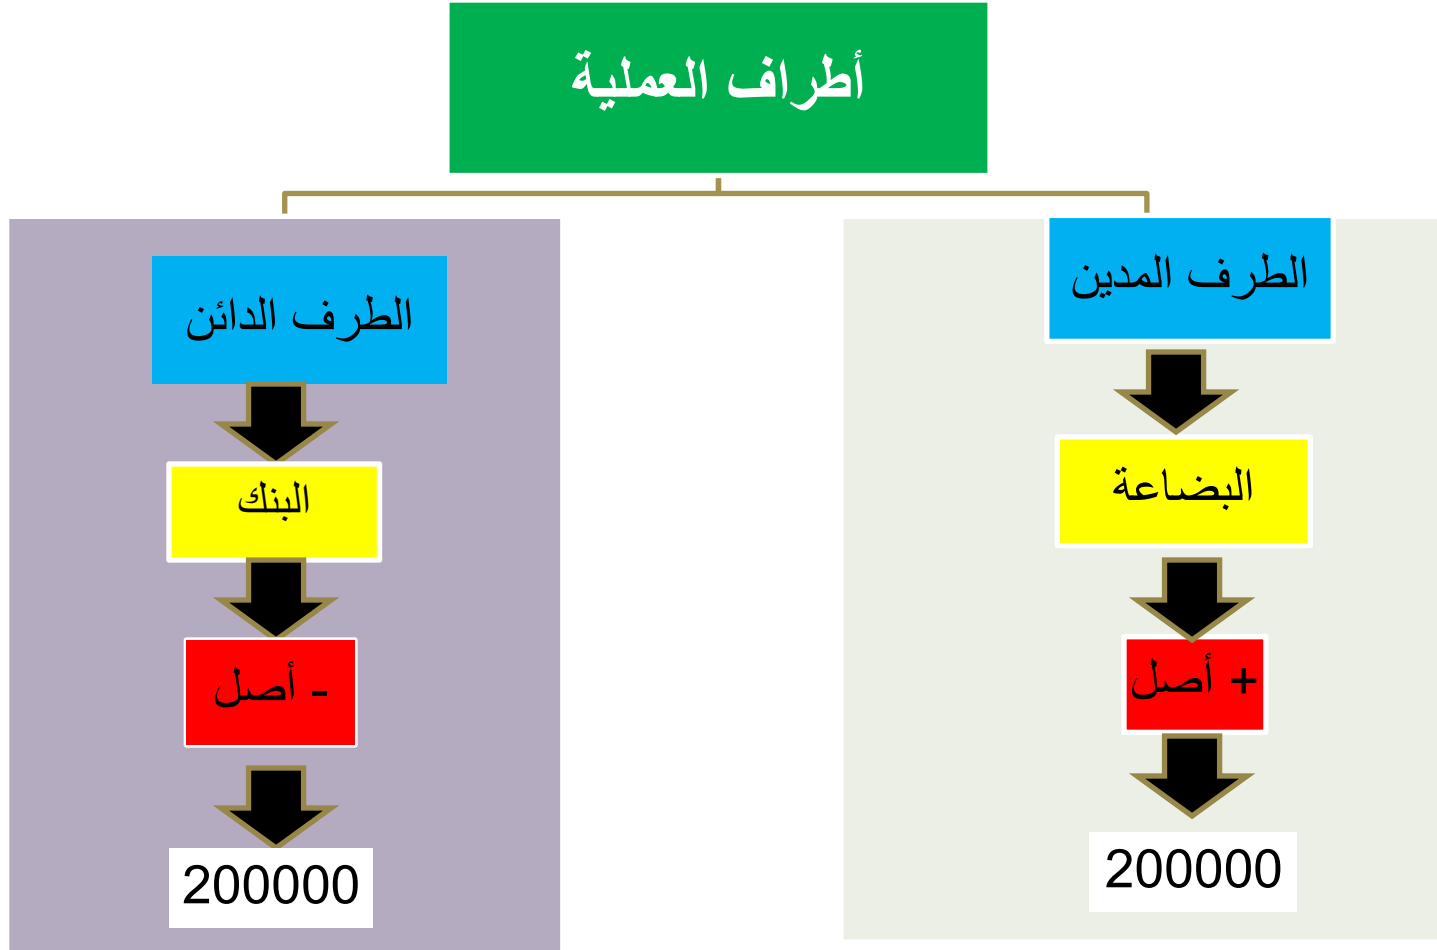 أطراف العملية
الطرف المدين
البضاعة
+ أصل
200000
الطرف الدائن
البنك
- أصل
200000